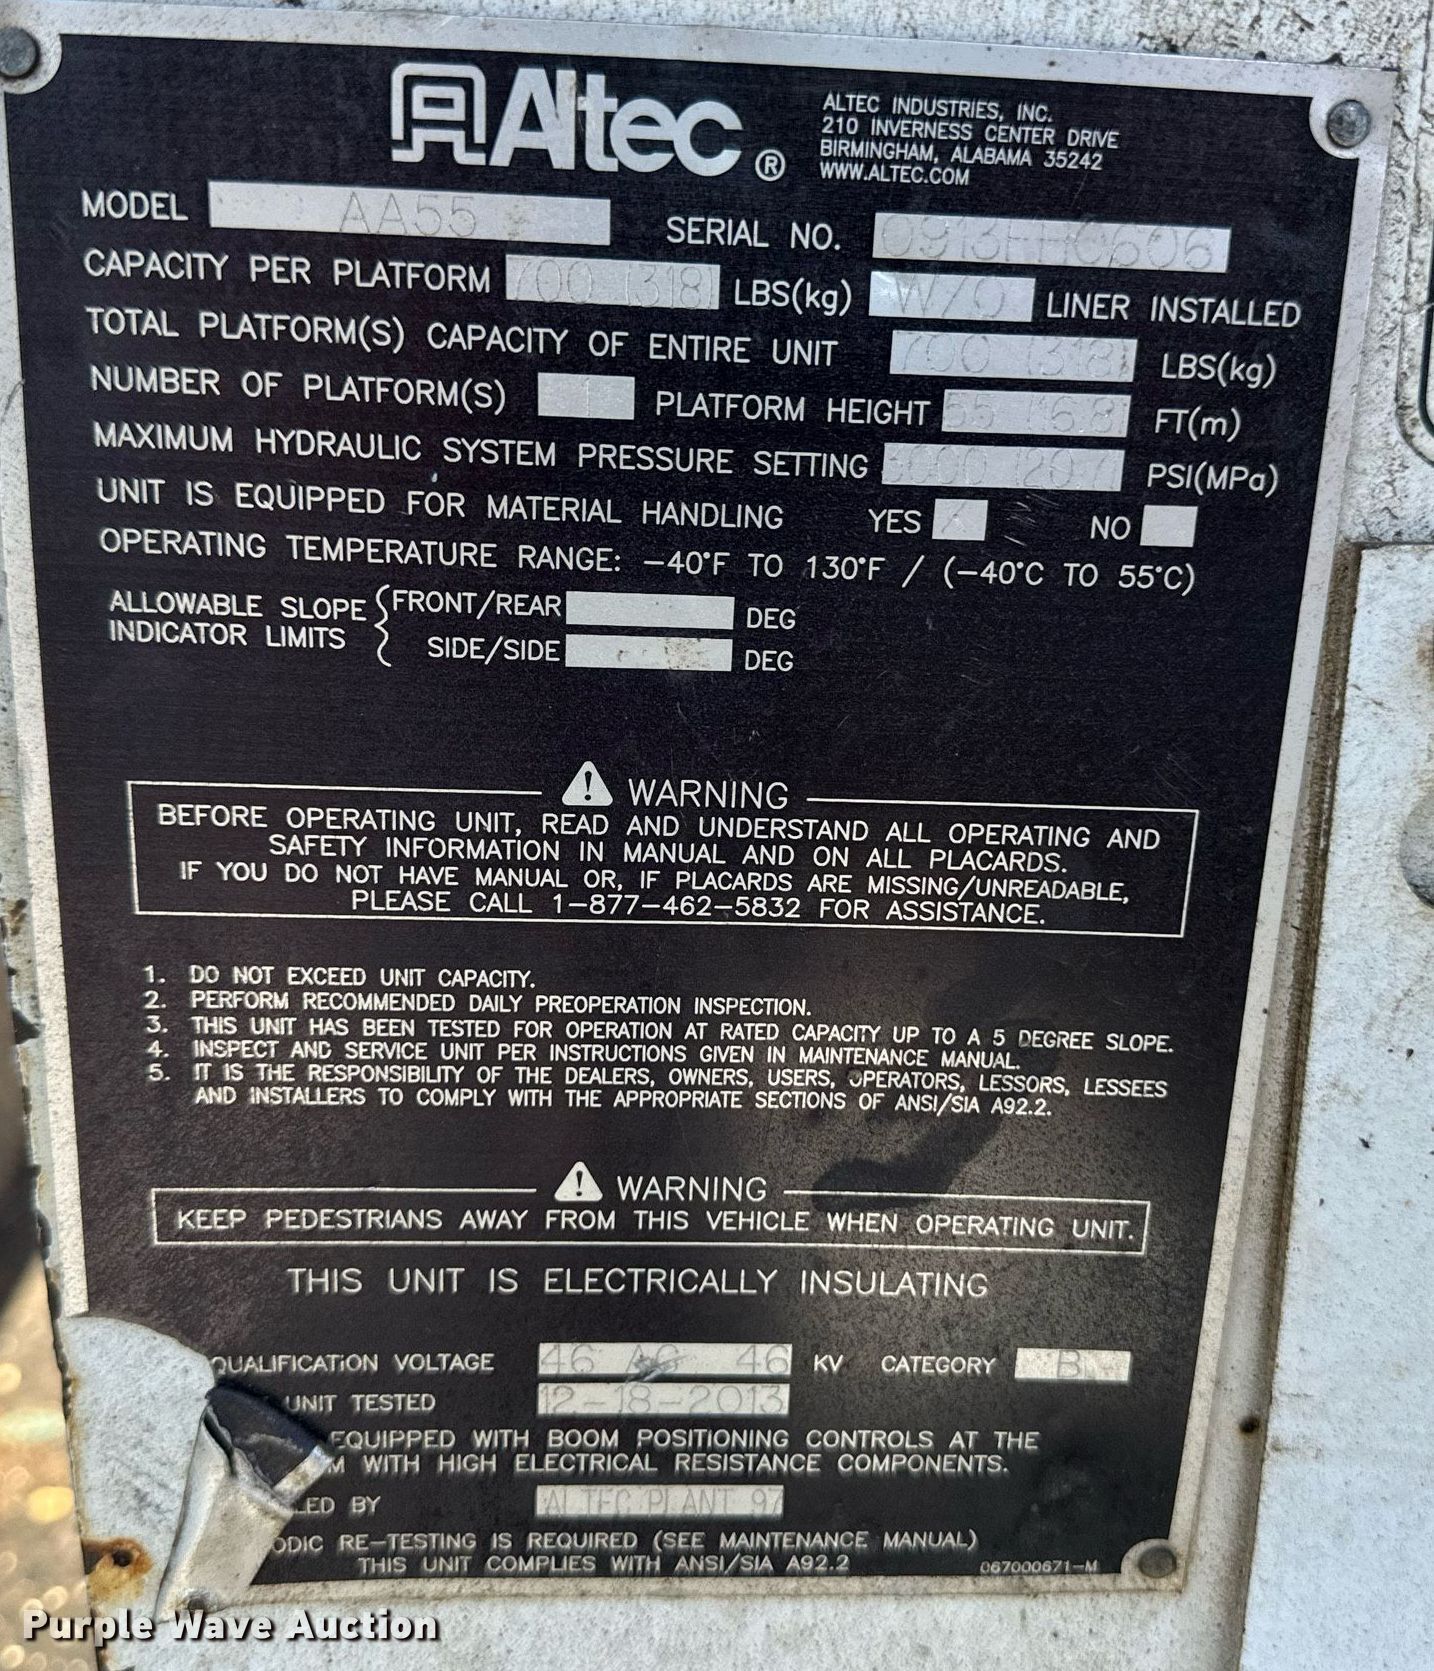 Altec®
ALTEC INDUSTRIES, INC.
210 INVERNESS CENTER DRIVE
BIRMINGHAM, ALABAMA 35242
WWW.ALTEC.COM
MODEL AA55 SERIAL NO.
CAPACITY PER PLATFORM 700 [318] LBS(kg) W/O LINER INSTALLED
TOTAL PLATFORM(S) CAPACITY OF ENTIRE UNIT 700 [318] LBS(kg)
NUMBER OF PLATFORM(S) 1 PLATFORM HEIGHT 55 16.8 FT(m)
MAXIMUM HYDRAULIC SYSTEM PRESSURE SETTING PSI(MPa)
UNIT IS EQUIPPED FOR MATERIAL HANDLING YES X NO
OPERATING TEMPERATURE RANGE: -40°F TO 130°F / (-40°C TO 55°C)
ALLOWABLE SLOPE INDICATOR LIMITS { FRONT/REAR DEG
SIDE/SIDE DEG
WARNING
BEFORE OPERATING UNIT, READ AND UNDERSTAND ALL OPERATING AND
SAFETY INFORMATION IN MANUAL AND ON ALL PLACARDS.
IF YOU DO NOT HAVE MANUAL OR, IF PLACARDS ARE MISSING/UNREADABLE,
PLEASE CALL 1-877-462-5832 FOR ASSISTANCE.
1. DO NOT EXCEED UNIT CAPACITY.
2. PERFORM RECOMMENDED DAILY PREOPERATION INSPECTION.
3. THIS UNIT HAS BEEN TESTED FOR OPERATION AT RATED CAPACITY UP TO A 5 DEGREE SLOPE.
4. INSPECT AND SERVICE UNIT PER INSTRUCTIONS GIVEN IN MAINTENANCE MANUAL.
5. IT IS THE RESPONSIBILITY OF THE DEALERS, OWNERS, USERS, OPERATORS, LESSORS, LESSEES
AND INSTALLERS TO COMPLY WITH THE APPROPRIATE SECTIONS OF ANSI/SIA A92.2.
WARNING
KEEP PEDESTRIANS AWAY FROM THIS VEHICLE WHEN OPERATING UNIT.
THIS UNIT IS ELECTRICALLY INSULATING
QUALIFICATION VOLTAGE 46 AC 46 KV CATEGORY B
UNIT TESTED 12-18-2013
EQUIPPED WITH BOOM POSITIONING CONTROLS AT THE
M WITH HIGH ELECTRICAL RESISTANCE COMPONENTS.
LED BY ALTEC PLANT 97
ODIC RE-TESTING IS REQUIRED (SEE MAINTENANCE MANUAL)
THIS UNIT COMPLIES WITH ANSI/SIA A92.2 067000671-M
Purple Wave Auction